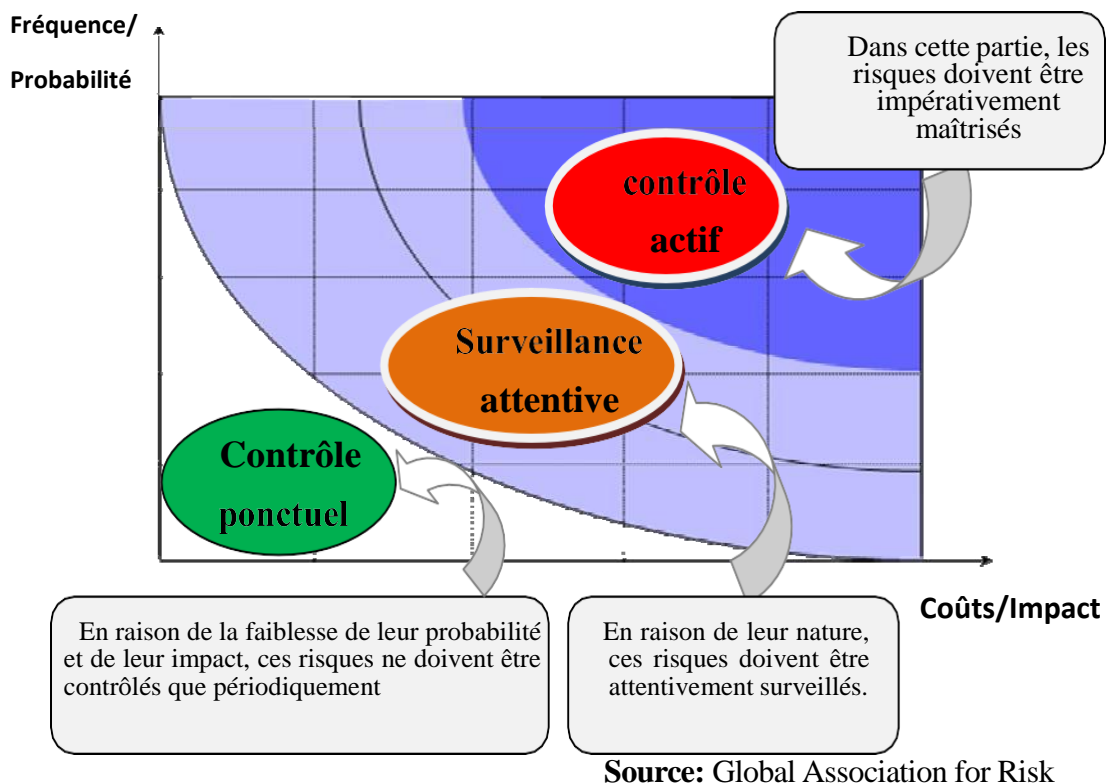 Fréquence/
Probabilité
Dans cette partie, les
risques doivent être
impérativement
maîtrisés
contrôle
actif
Surveillance
attentive
Contrôle
ponctuel
Coûts/Impact
En raison de la faiblesse de leur probabilité
et de leur impact, ces risques ne doivent être
contrôlés que périodiquement
En raison de leur nature,
ces risques doivent être
attentivement surveillés.
Source: Global Association for Risk